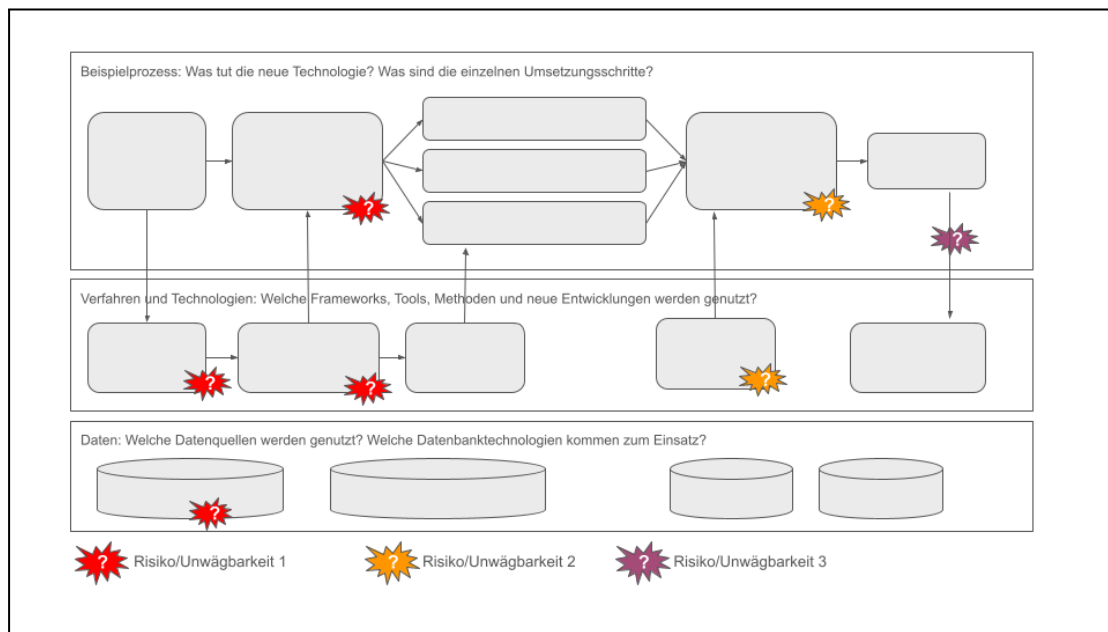 Beispielprozess: Was tut die neue Technologie? Was sind die einzelnen Umsetzungsschritte?
?
?
?
Verfahren und Technologien: Welche Frameworks, Tools, Methoden und neue Entwicklungen werden genutzt?
?
?
?
Daten: Welche Datenquellen werden genutzt? Welche Datenbanktechnologien kommen zum Einsatz?
?
? Risiko/Unwägbarkeit 1 ? Risiko/Unwägbarkeit 2 ? Risiko/Unwägbarkeit 3